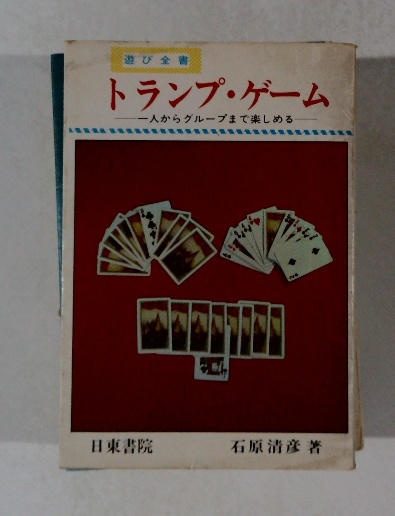 遊び全書
トランプ・ゲーム
―一人からグループまで楽しめる―
日東書院 石原清彦著